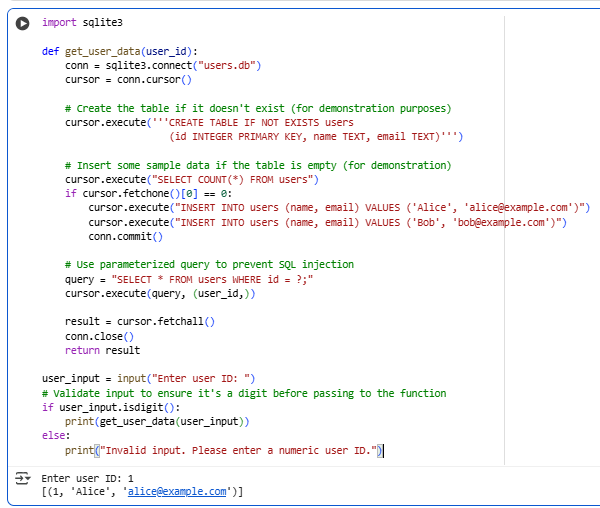 import sqlite3

def get_user_data(user_id):
    conn = sqlite3.connect("users.db")
    cursor = conn.cursor()

    # Create the table if it doesn't exist (for demonstration purposes)
    cursor.execute('''CREATE TABLE IF NOT EXISTS users
                    (id INTEGER PRIMARY KEY, name TEXT, email TEXT)''')

    # Insert some sample data if the table is empty (for demonstration)
    cursor.execute("SELECT COUNT(*) FROM users")
    if cursor.fetchone()[0] == 0:
        cursor.execute("INSERT INTO users (name, email) VALUES ('Alice', 'alice@example.com')")
        cursor.execute("INSERT INTO users (name, email) VALUES ('Bob', 'bob@example.com')")
        conn.commit()

    # Use parameterized query to prevent SQL injection
    query = "SELECT * FROM users WHERE id = ?;"
    cursor.execute(query, (user_id,))

    result = cursor.fetchall()
    conn.close()
    return result

user_input = input("Enter user ID: ")
# Validate input to ensure it's a digit before passing to the function
if user_input.isdigit():
    print(get_user_data(user_input))
else:
    print("Invalid input. Please enter a numeric user ID.")
Enter user ID: 1
[(1, 'Alice', 'alice@example.com')]